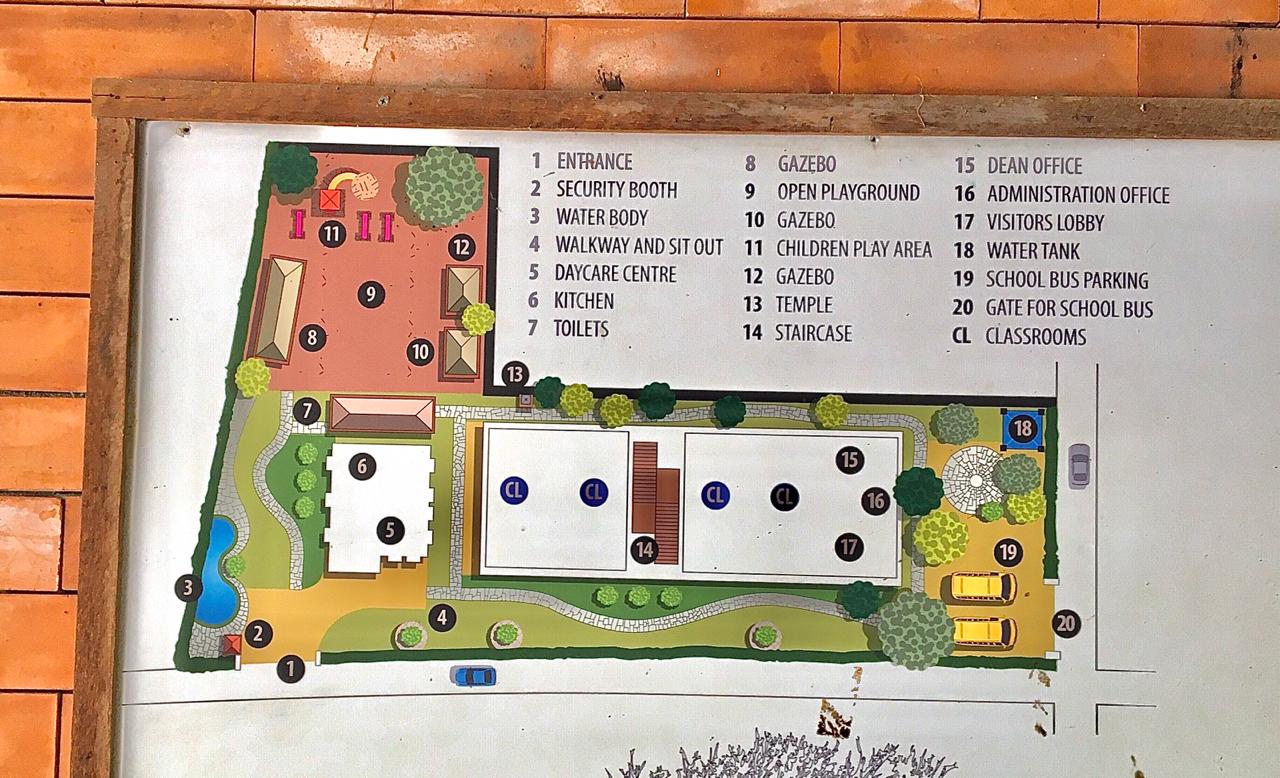 1 ENTRANCE
2 SECURITY BOOTH
3 WATER BODY
4 WALKWAY AND SIT OUT
5 DAYCARE CENTRE
6 KITCHEN
7 TOILETS
8 GAZEBO
9 OPEN PLAYGROUND
10 GAZEBO
11 CHILDREN PLAY AREA
12 GAZEBO
13 TEMPLE
14 STAIRCASE
15 DEAN OFFICE
16 ADMINISTRATION OFFICE
17 VISITORS LOBBY
18 WATER TANK
19 SCHOOL BUS PARKING
20 GATE FOR SCHOOL BUS
CL CLASSROOMS
11
12
9
8
10
13
7
18
6
15
CL
CL
CL
CL
16
5
14
17
19
3
4
20
2
1